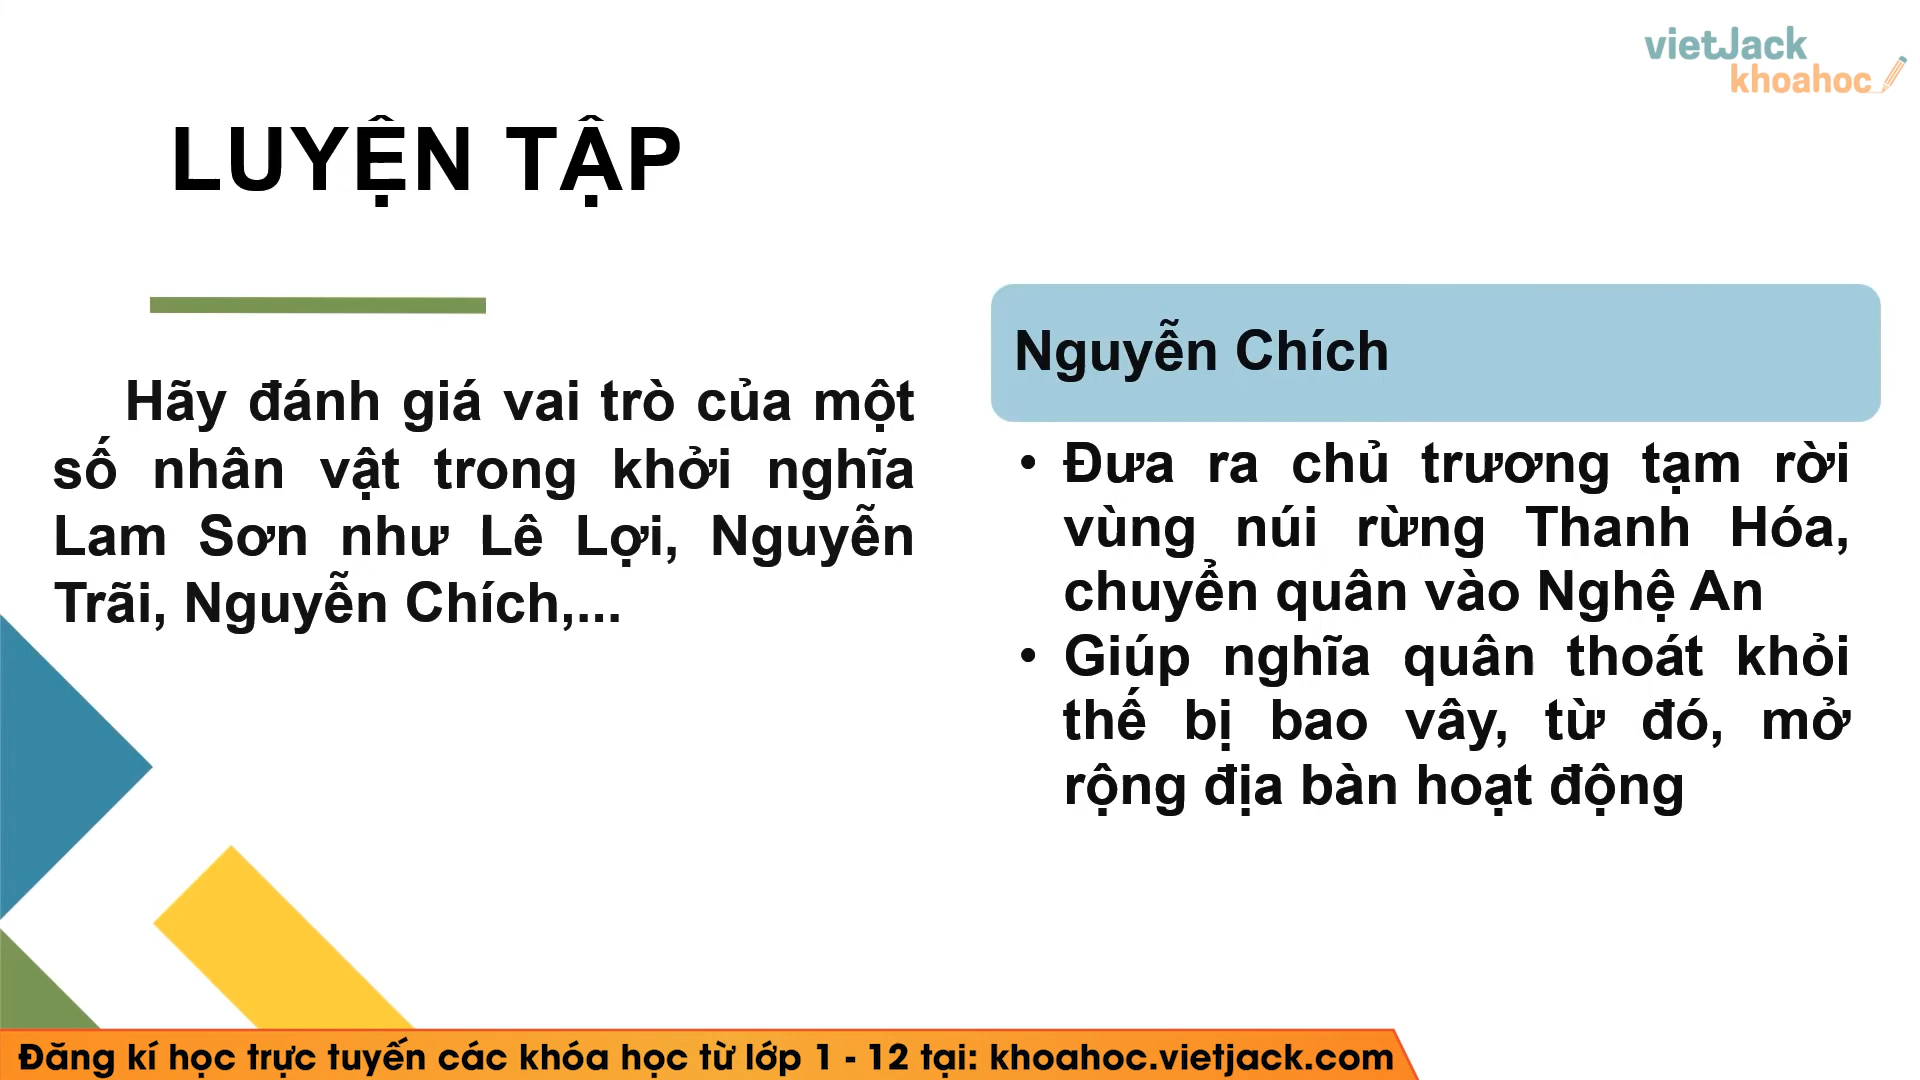 vietJack
khoahoc
LUYỆN TẬP
Hãy đánh giá vai trò của một
số nhân vật trong khởi nghĩa
Lam Sơn như Lê Lợi, Nguyễn
Trãi, Nguyễn Chích,...
Nguyễn Chích
• Đưa ra chủ trương tạm rời
vùng núi rừng Thanh Hóa,
chuyển quân vào Nghệ An
• Giúp nghĩa quân thoát khỏi
thế bị bao vây, từ đó, mở
rộng địa bàn hoạt động
Đăng kí học trực tuyến các khóa học từ lớp 1 - 12 tại: khoahoc.vietjack.com